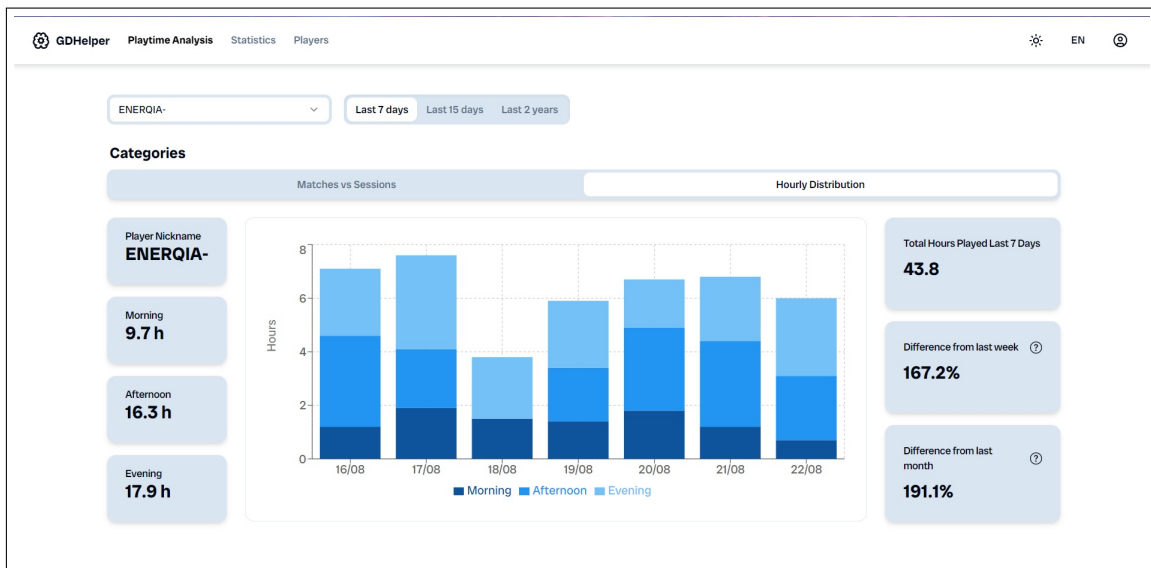 GDHelper Playtime Analysis Statistics Players EN
ENERQIA- Last 7 days Last 15 days Last 2 years
Categories
Matches vs Sessions Hourly Distribution
Player Nickname
ENERQIA-
Morning
9.7 h
Afternoon
16.3 h
Evening
17.9 h
Hours
8
6
4
2
0
16/08 17/08 18/08 19/08 20/08 21/08 22/08
Morning Afternoon Evening
Total Hours Played Last 7 Days
43.8
Difference from last week ?
167.2%
Difference from last
month ?
191.1%